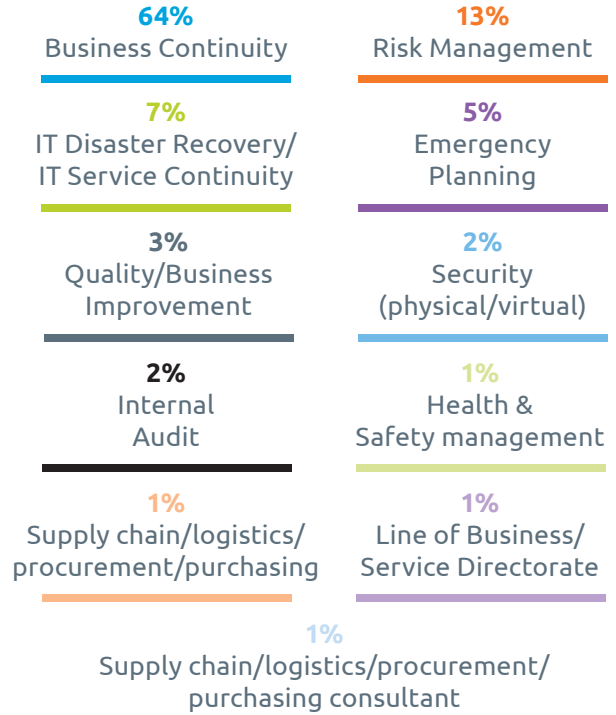 64%
Business Continuity
13%
Risk Management
7%
IT Disaster Recovery/
IT Service Continuity
5%
Emergency
Planning
3%
Quality/Business
Improvement
2%
Security
(physical/virtual)
2%
Internal
Audit
1%
Health &
Safety management
1%
Supply chain/logistics/
procurement/purchasing
1%
Line of Business/
Service Directorate
1%
Supply chain/logistics/procurement/
purchasing consultant